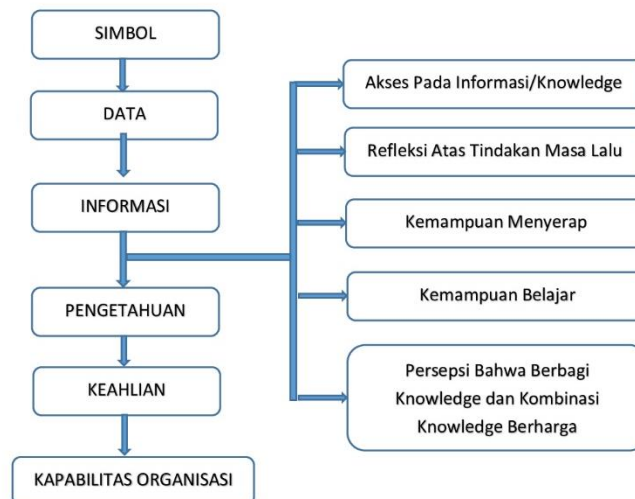 SIMBOL
DATA
INFORMASI
PENGETAHUAN
KEAHLIAN
KAPABILITAS ORGANISASI
Akses Pada Informasi/Knowledge
Refleksi Atas Tindakan Masa Lalu
Kemampuan Menyerap
Kemampuan Belajar
Persepsi Bahwa Berbagi
Knowledge dan Kombinasi
Knowledge Berharga